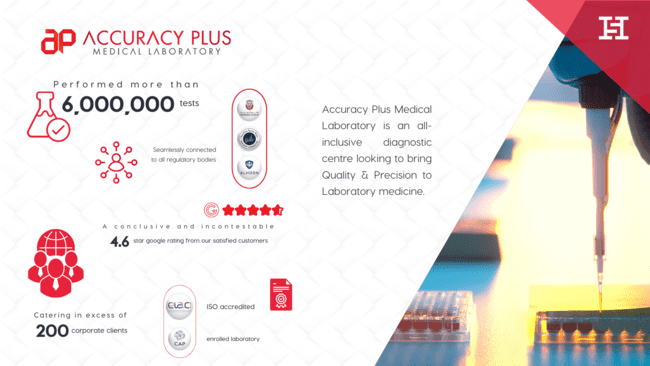 ap ACCURACY PLUS
MEDICAL LABORATORY
Performed more than
6,000,000 tests
Seamlessly connected
to all regulatory bodies
ALHOSN
G
A conclusive and incontestable
4.6 star google rating from our satisfied customers
Catering in excess of
200 corporate clients
ISO accredited
CAP
enrolled laboratory
Accuracy Plus Medical
Laboratory is an all-
inclusive diagnostic
centre looking to bring
Quality & Precision to
Laboratory medicine.